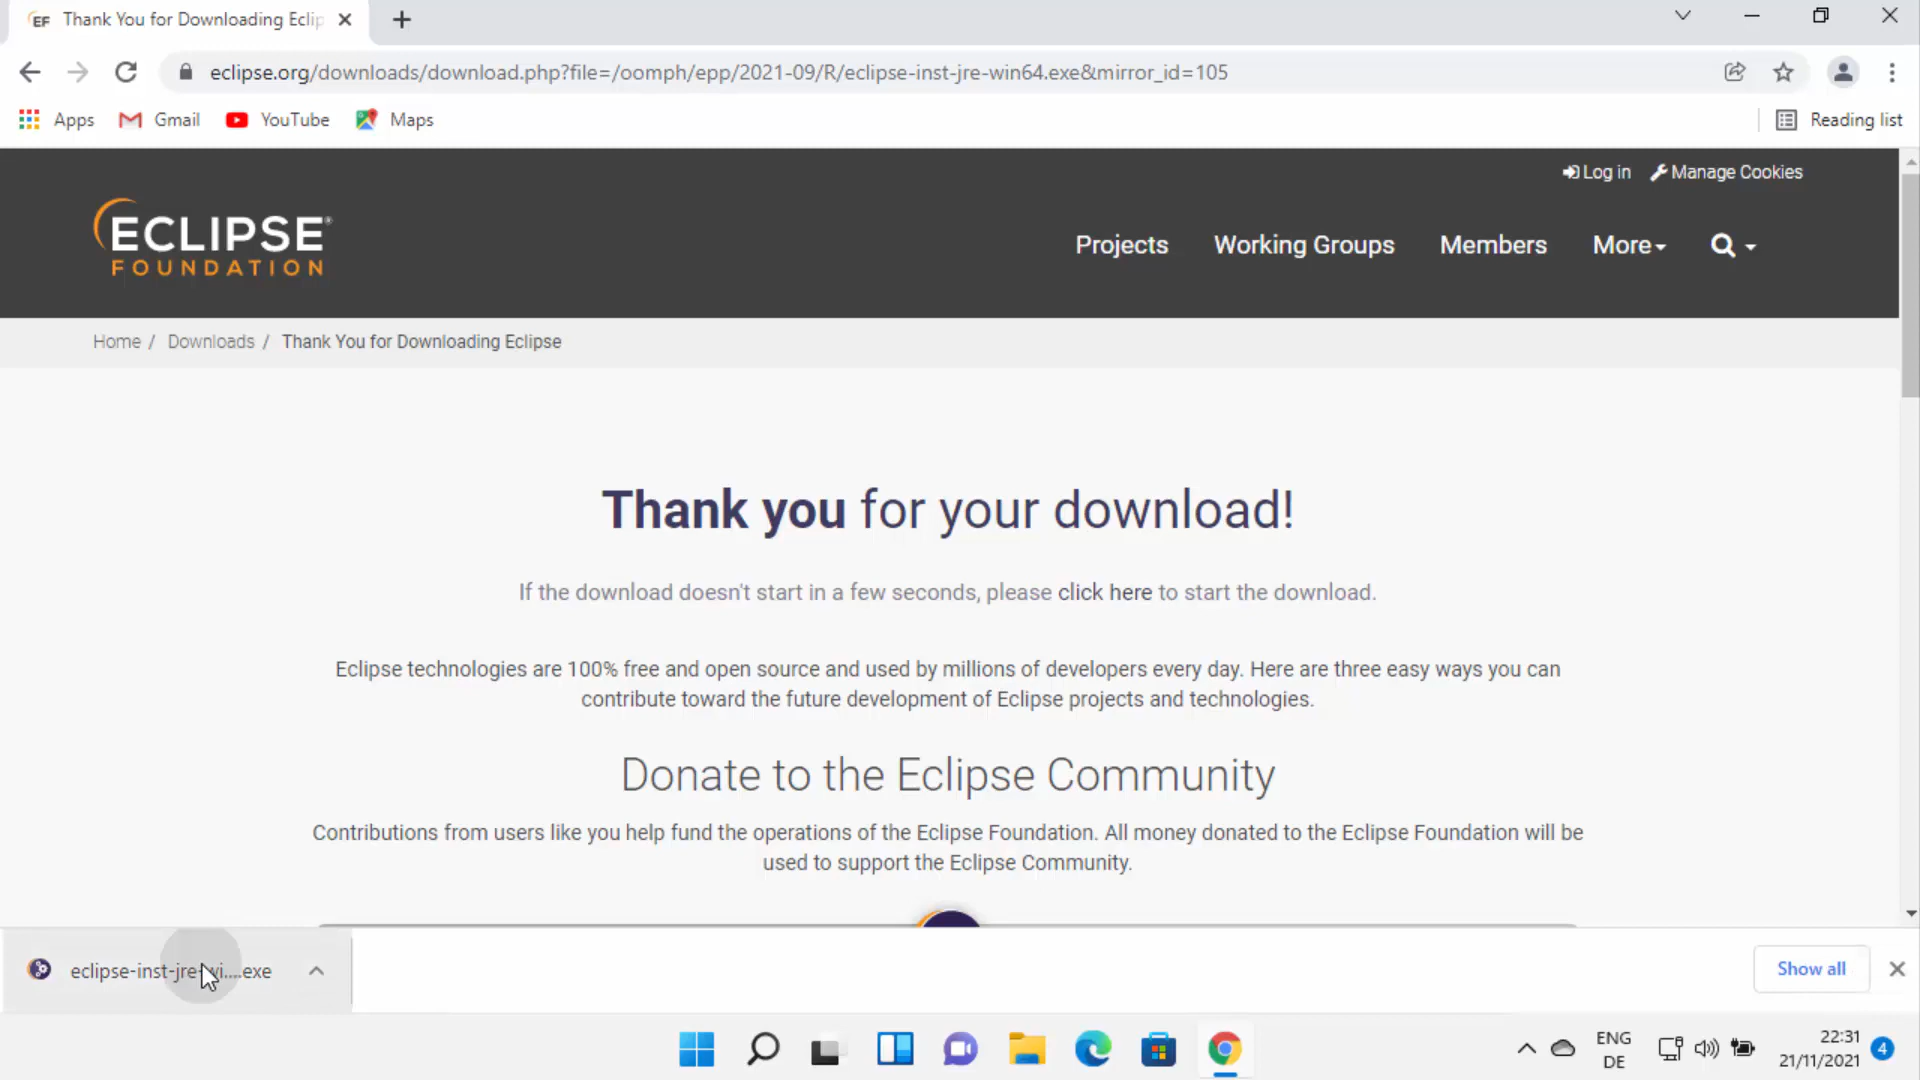 EF Thank You for Downloading Eclip
eclipse.org/downloads/download.php?file=/oomph/epp/2021-09/R/eclipse-inst-jre-win64.exe&mirror_id=105
Apps Gmail YouTube Maps Reading list
Log in Manage Cookies
ECLIPSE®
FOUNDATION
Projects Working Groups Members More
Home / Downloads / Thank You for Downloading Eclipse
Thank you for your download!
If the download doesn't start in a few seconds, please click here to start the download.
Eclipse technologies are 100% free and open source and used by millions of developers every day. Here are three easy ways you can
contribute toward the future development of Eclipse projects and technologies.
Donate to the Eclipse Community
Contributions from users like you help fund the operations of the Eclipse Foundation. All money donated to the Eclipse Foundation will be
used to support the Eclipse Community.
eclipse-inst-jre-wi....exe Show all
ENG 22:31
DE 21/11/2021 4